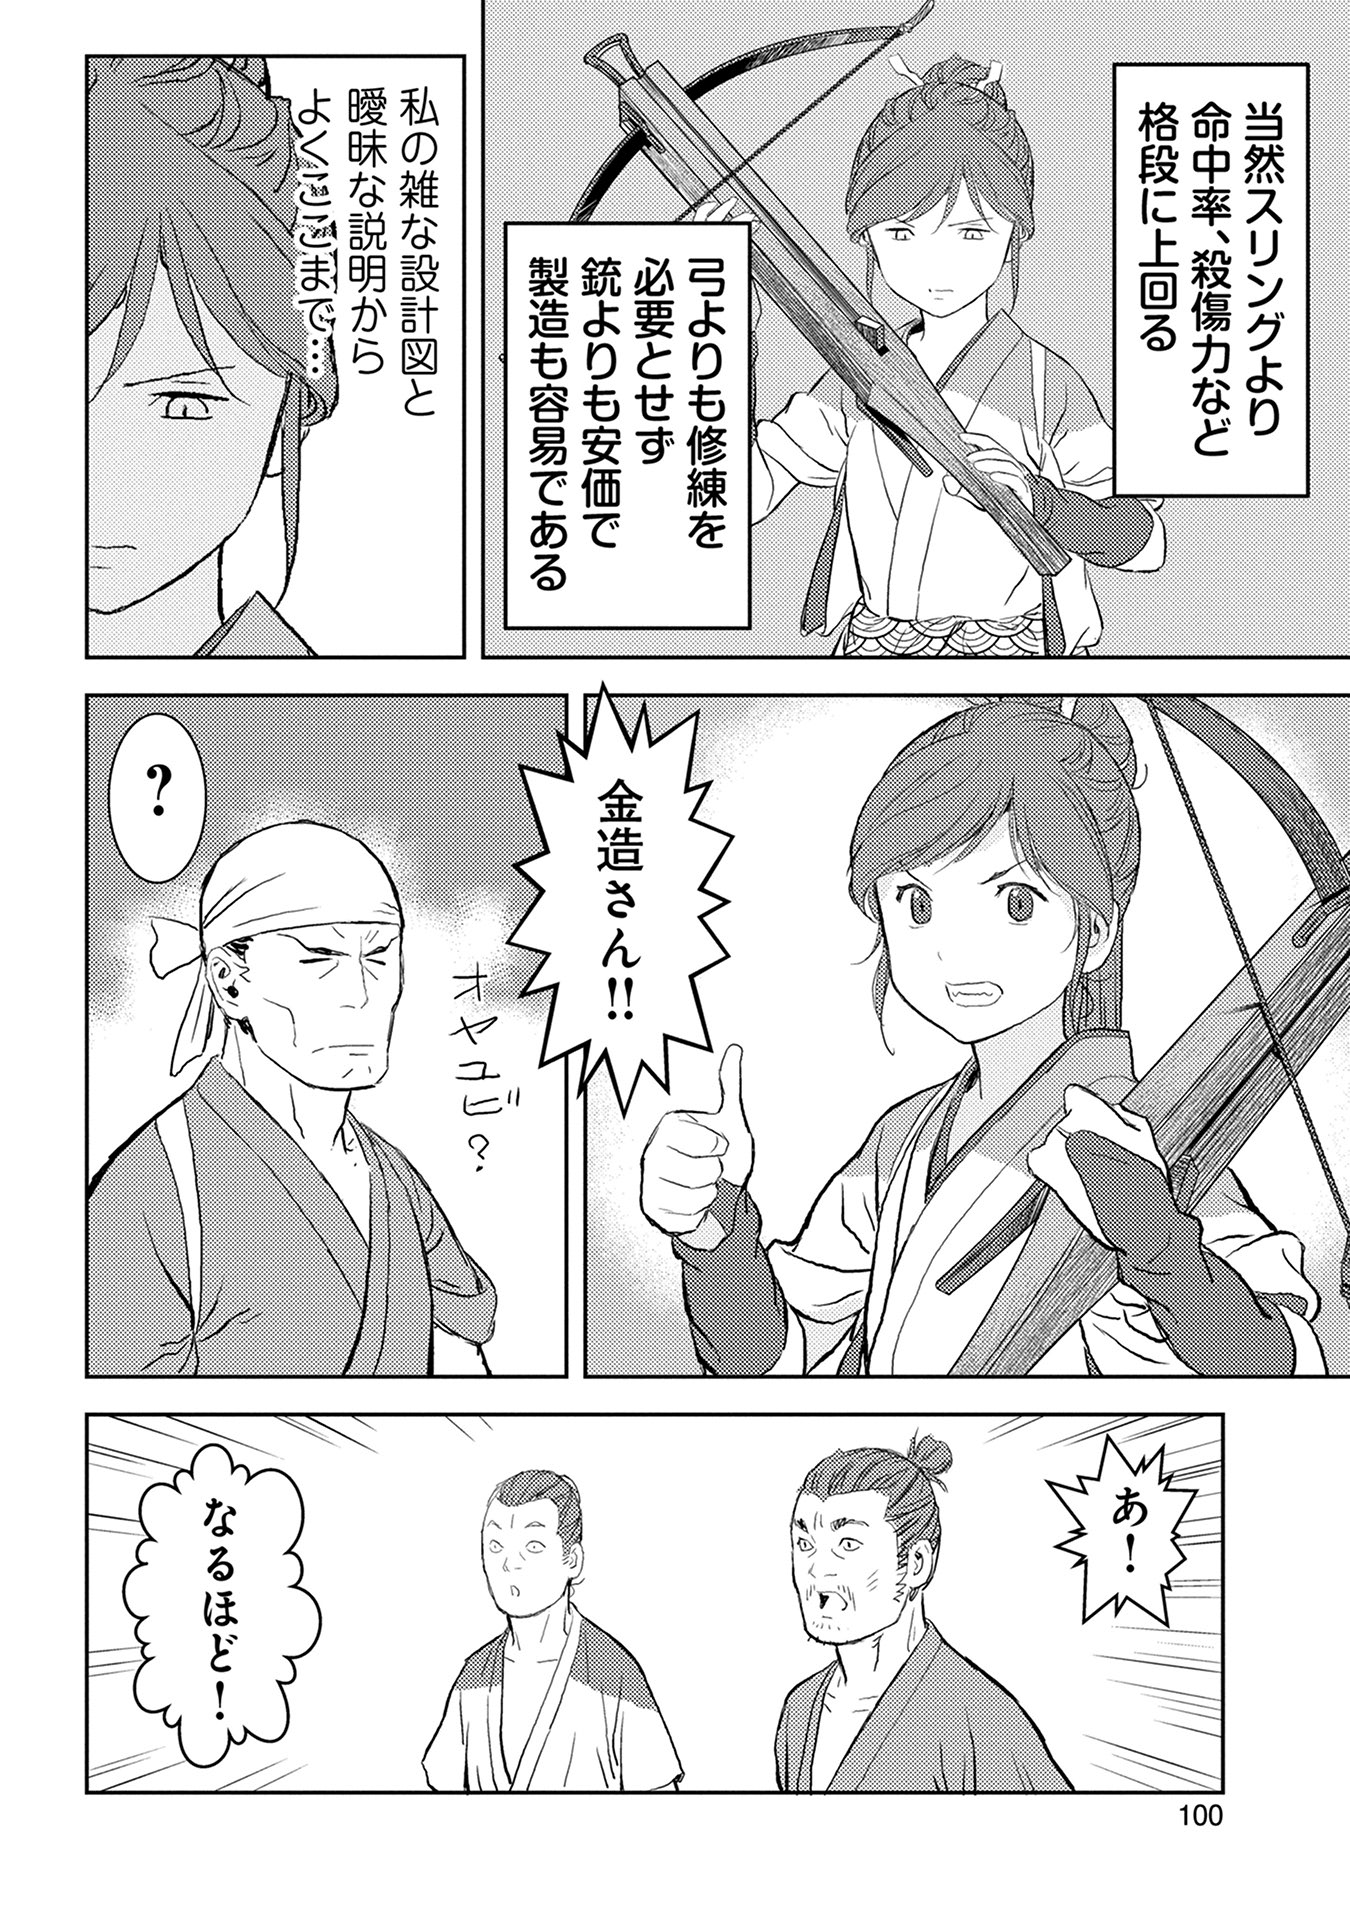 当然スリングより
命中率、殺傷力など
格段に上回る
弓よりも修練を
必要とせず
銃よりも安価で
製造も容易である
私の雑な設計図と
曖昧な説明から
よくここまで…
金造さん!!
?
オヤユビ?
あ!
なるほど!
100